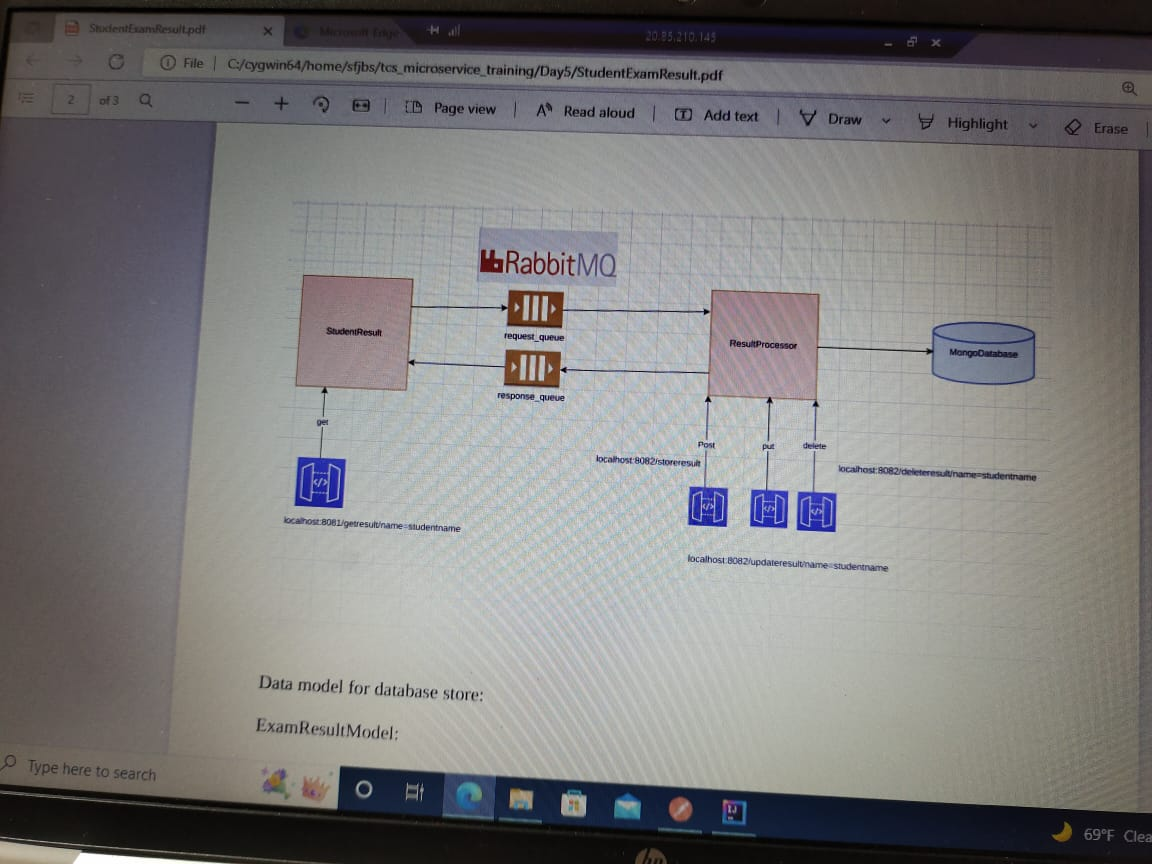 StudentExamResult.pdf
Microsoft Edge
20.85.210.145
File
C:/cygwin64/home/sfjbs/tcs_microservice_training/Day5/StudentExamResult.pdf
2 of 3
Page view
Read aloud
Add text
Draw
Highlight
Erase
RabbitMQ
StudentResult
request_queue
response_queue
ResultProcessor
MongoDatabase
get
Post
put
delete
localhost:8082/storeresult
localhost:8082/deleteresult/name=studentname
localhost:8081/getresult/name=studentname
localhost:8082/updateresult/name=studentname
Data model for database store:
ExamResultModel:
Type here to search
69°F Clea
hp